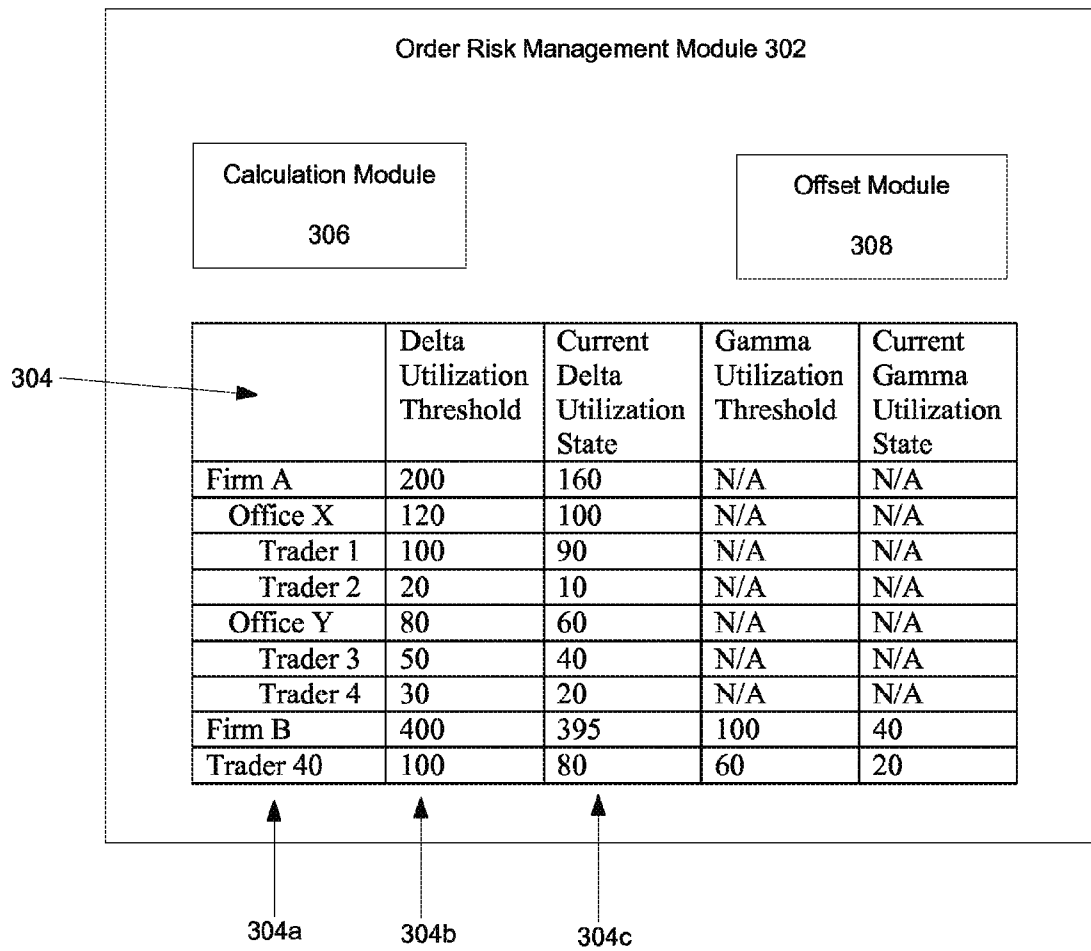 Order Risk Management Module 302
Calculation Module
306
Offset Module
308
304
Delta Utilization Threshold
Current Delta Utilization State
Gamma Utilization Threshold
Current Gamma Utilization State
Firm A 200 160 N/A N/A
Office X 120 100 N/A N/A
Trader 1 100 90 N/A N/A
Trader 2 20 10 N/A N/A
Office Y 80 60 N/A N/A
Trader 3 50 40 N/A N/A
Trader 4 30 20 N/A N/A
Firm B 400 395 100 40
Trader 40 100 80 60 20
304a 304b 304c